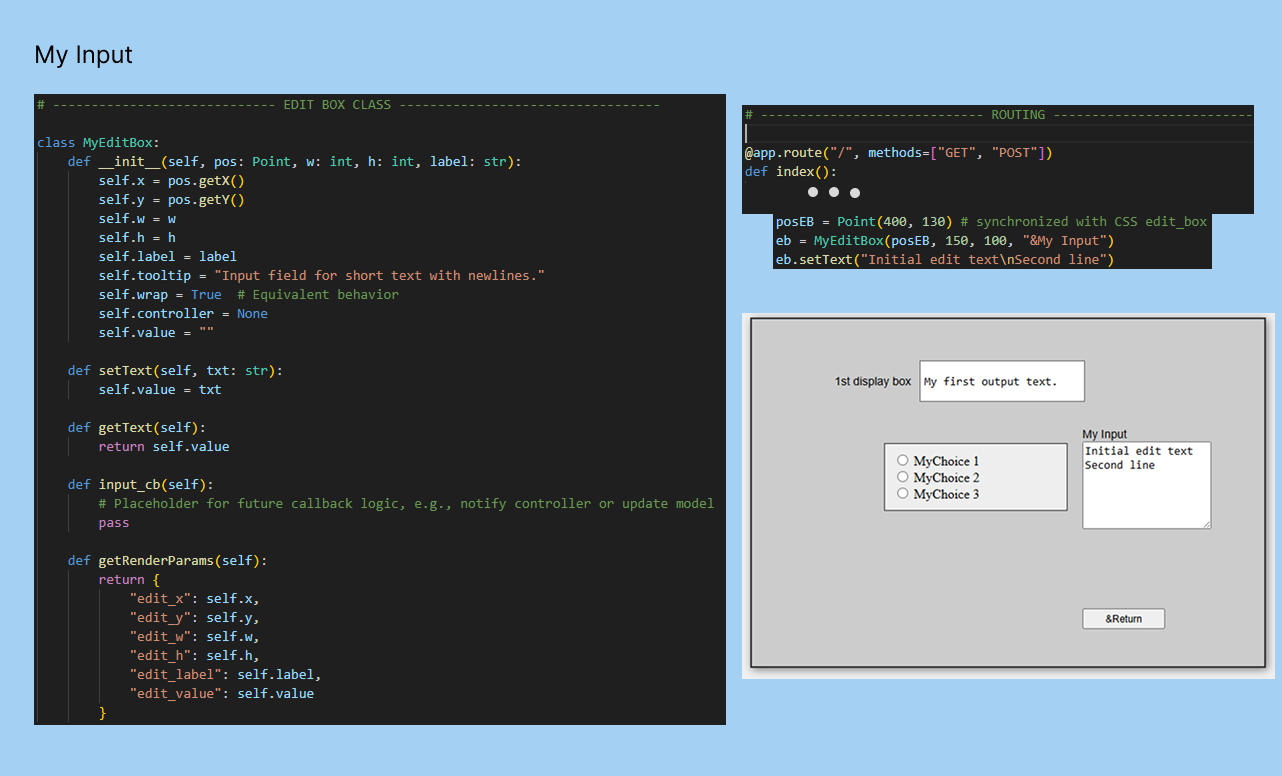 My Input
# ----------------------------- EDIT BOX CLASS ----------------------------------
class MyEditBox:
    def __init__(self, pos: Point, w: int, h: int, label: str):
        self.x = pos.getX()
        self.y = pos.getY()
        self.w = w
        self.h = h
        self.label = label
        self.tooltip = "Input field for short text with newlines."
        self.wrap = True  # Equivalent behavior
        self.controller = None
        self.value = ""
    def setText(self, txt: str):
        self.value = txt
    def getText(self):
        return self.value
    def input_cb(self):
        # Placeholder for future callback logic, e.g., notify controller or update model
        pass
    def getRenderParams(self):
        return {
            "edit_x": self.x,
            "edit_y": self.y,
            "edit_w": self.w,
            "edit_h": self.h,
            "edit_label": self.label,
            "edit_value": self.value
        }
# ----------------------------- ROUTING --------------------------
@app.route("/", methods=["GET", "POST"])
def index():
posEB = Point(400, 130) # synchronized with CSS edit_box
eb = MyEditBox(posEB, 150, 100, "&My Input")
eb.setText("Initial edit text\nSecond line")
1st display box
My first output text.
MyChoice 1
MyChoice 2
MyChoice 3
My Input
Initial edit text
Second line
&Return